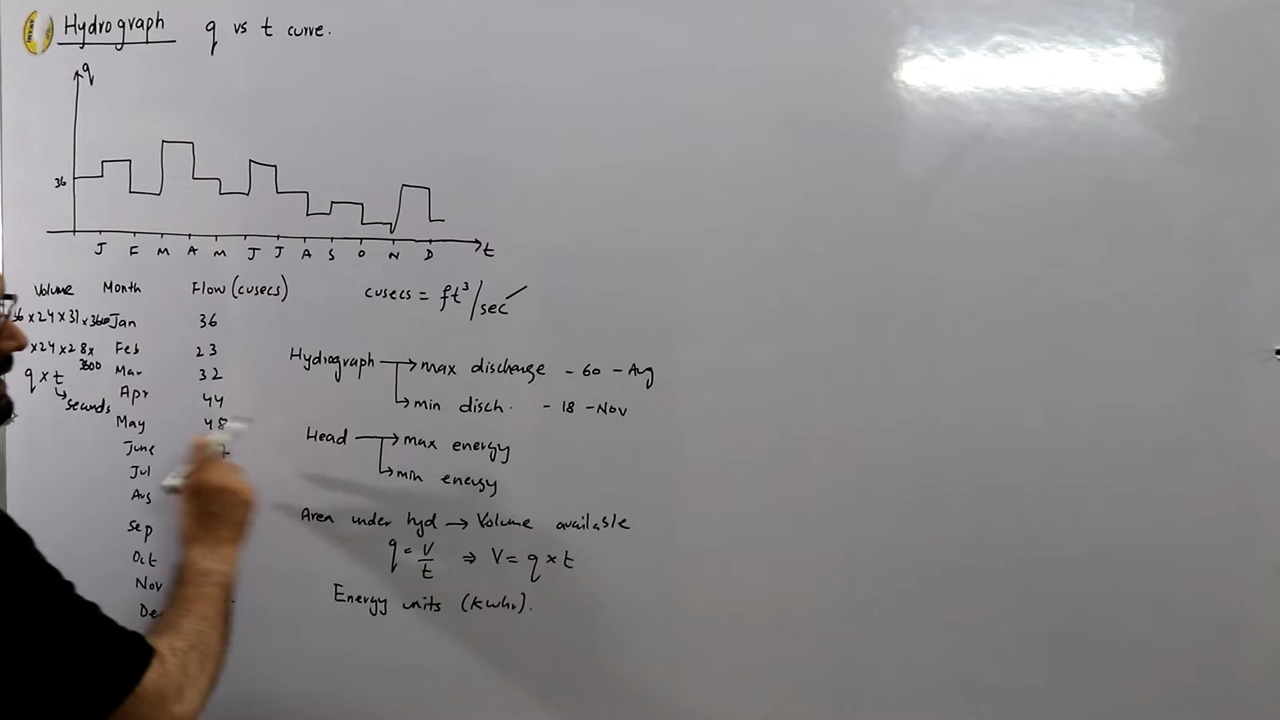 Hydrograph q vs t curve.
q
36
J F M A M J J A S O N D t
Volume Month Flow (cusecs)
36 x 24 x 31 x 3600 Jan 36
x 24 x 28 x 3600 Feb 23
q x t Mar 32
seconds Apr 44
May 48
June
Jul
Aug
Sep
Oct
Nov
cusecs = ft³/sec
Hydrograph → max discharge - 60 - Aug
→ min disch. - 18 - Nov
Head → max energy
→ min energy
Area under hyd → Volume available
q = V/t ⇒ V = q x t
Energy units (kwhr).